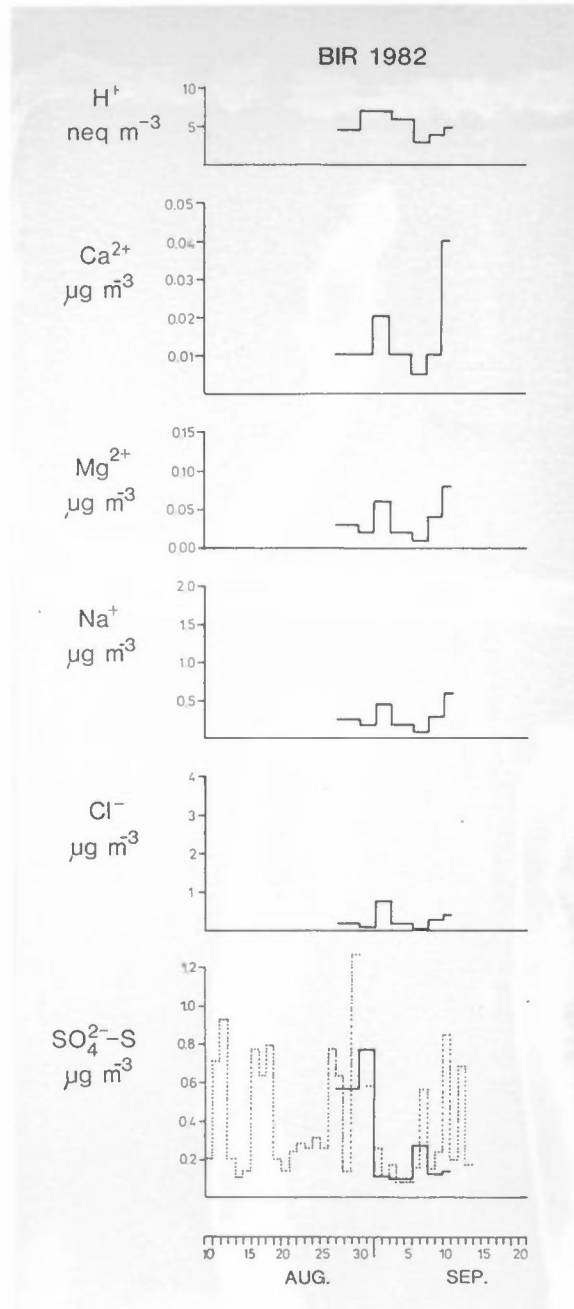 BIR 1982
H⁺
neq m⁻³
10
5
Ca²⁺
µg m⁻³
0.05
0.04
0.03
0.02
0.01
Mg²⁺
µg m⁻³
0.15
0.10
0.05
0.00
Na⁺
µg m⁻³
2.0
1.5
1.0
0.5
Cl⁻
µg m⁻³
4
3
2
1
SO₄²⁻-S
µg m⁻³
1.2
1.0
0.8
0.6
0.4
0.2
10 15 20 25 30 5 10 15 20
AUG. SEP.